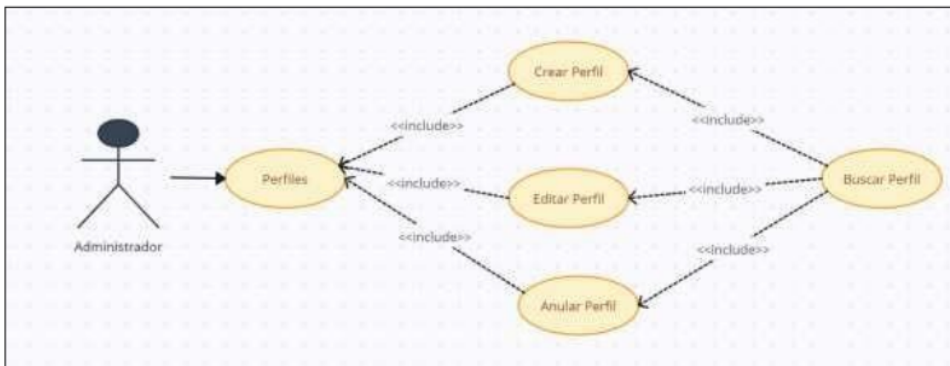 Crear Perfil
<<include>>
<<include>>
Perfiles
<<include>>
Editar Perfil
<<include>>
Buscar Perfil
Administrador
<<include>>
<<include>>
Anular Perfil